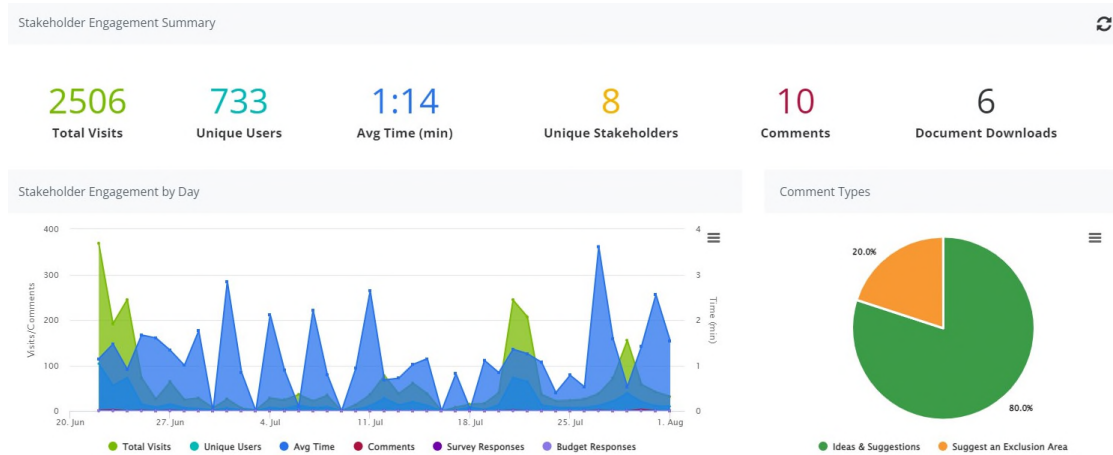 Stakeholder Engagement Summary
2506 733 1:14 8 10 6
Total Visits Unique Users Avg Time (min) Unique Stakeholders Comments Document Downloads
Stakeholder Engagement by Day
Comment Types
400 4
300 3
200 2
100 1
0 0
Visits/Comments
Time (min)
20. Jun 27. Jun 4. Jul 11. Jul 18. Jul 25. Jul 1. Aug
Total Visits Unique Users Avg Time Comments Survey Responses Budget Responses
20.0%
80.0%
Ideas & Suggestions Suggest an Exclusion Area